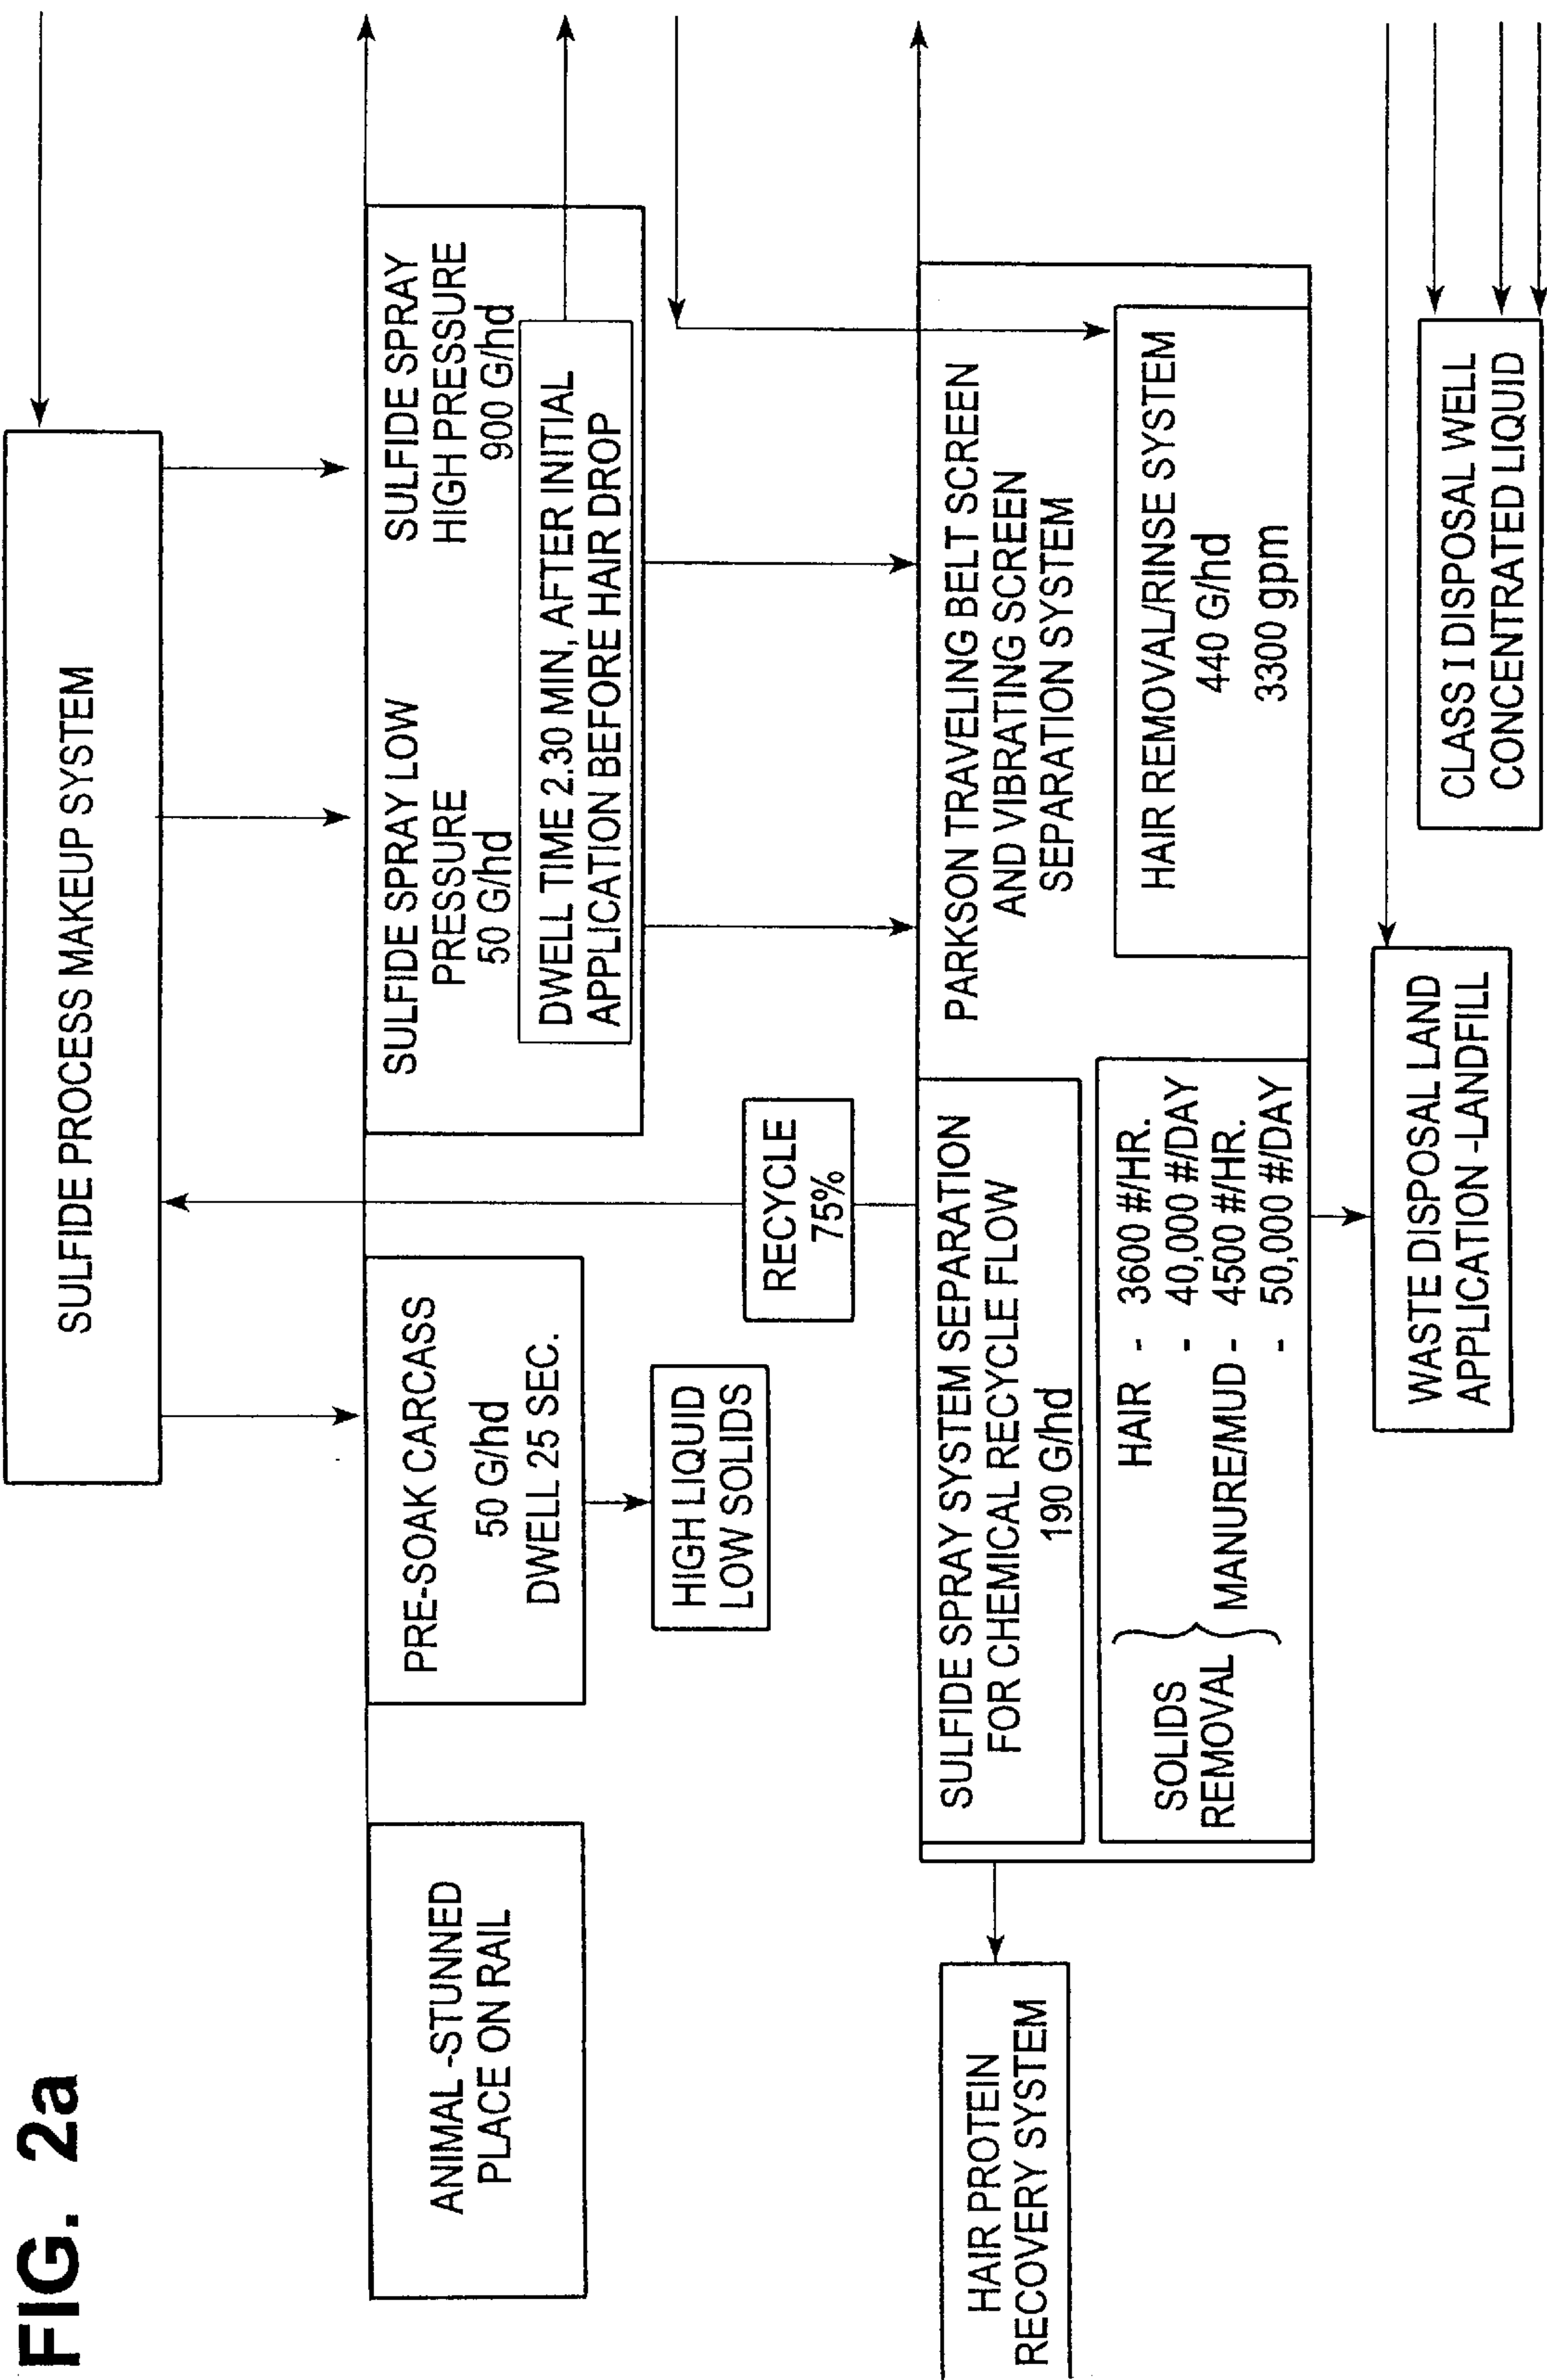 FIG. 2a
SULFIDE PROCESS MAKEUP SYSTEM
ANIMAL -STUNNED
PLACE ON RAIL
PRE-SOAK CARCASS
50 G/hd
DWELL 25 SEC.
HIGH LIQUID
LOW SOLIDS
SULFIDE SPRAY LOW
PRESSURE
50 G/hd
SULFIDE SPRAY
HIGH PRESSURE
900 G/hd
DWELL TIME 2.30 MIN, AFTER INITIAL
APPLICATION BEFORE HAIR DROP
RECYCLE
75%
HAIR PROTEIN
RECOVERY SYSTEM
SULFIDE SPRAY SYSTEM SEPARATION
FOR CHEMICAL RECYCLE FLOW
190 G/hd
SOLIDS
REMOVAL
HAIR - 3600 #/HR.
- 40,000 #/DAY
MANURE/MUD - 4500 #/HR.
- 50,000 #/DAY
PARKSON TRAVELING BELT SCREEN
AND VIBRATING SCREEN
SEPARATION SYSTEM
HAIR REMOVAL/RINSE SYSTEM
440 G/hd
3300 gpm
WASTE DISPOSAL LAND
APPLICATION -LANDFILL
CLASS I DISPOSAL WELL
CONCENTRATED LIQUID